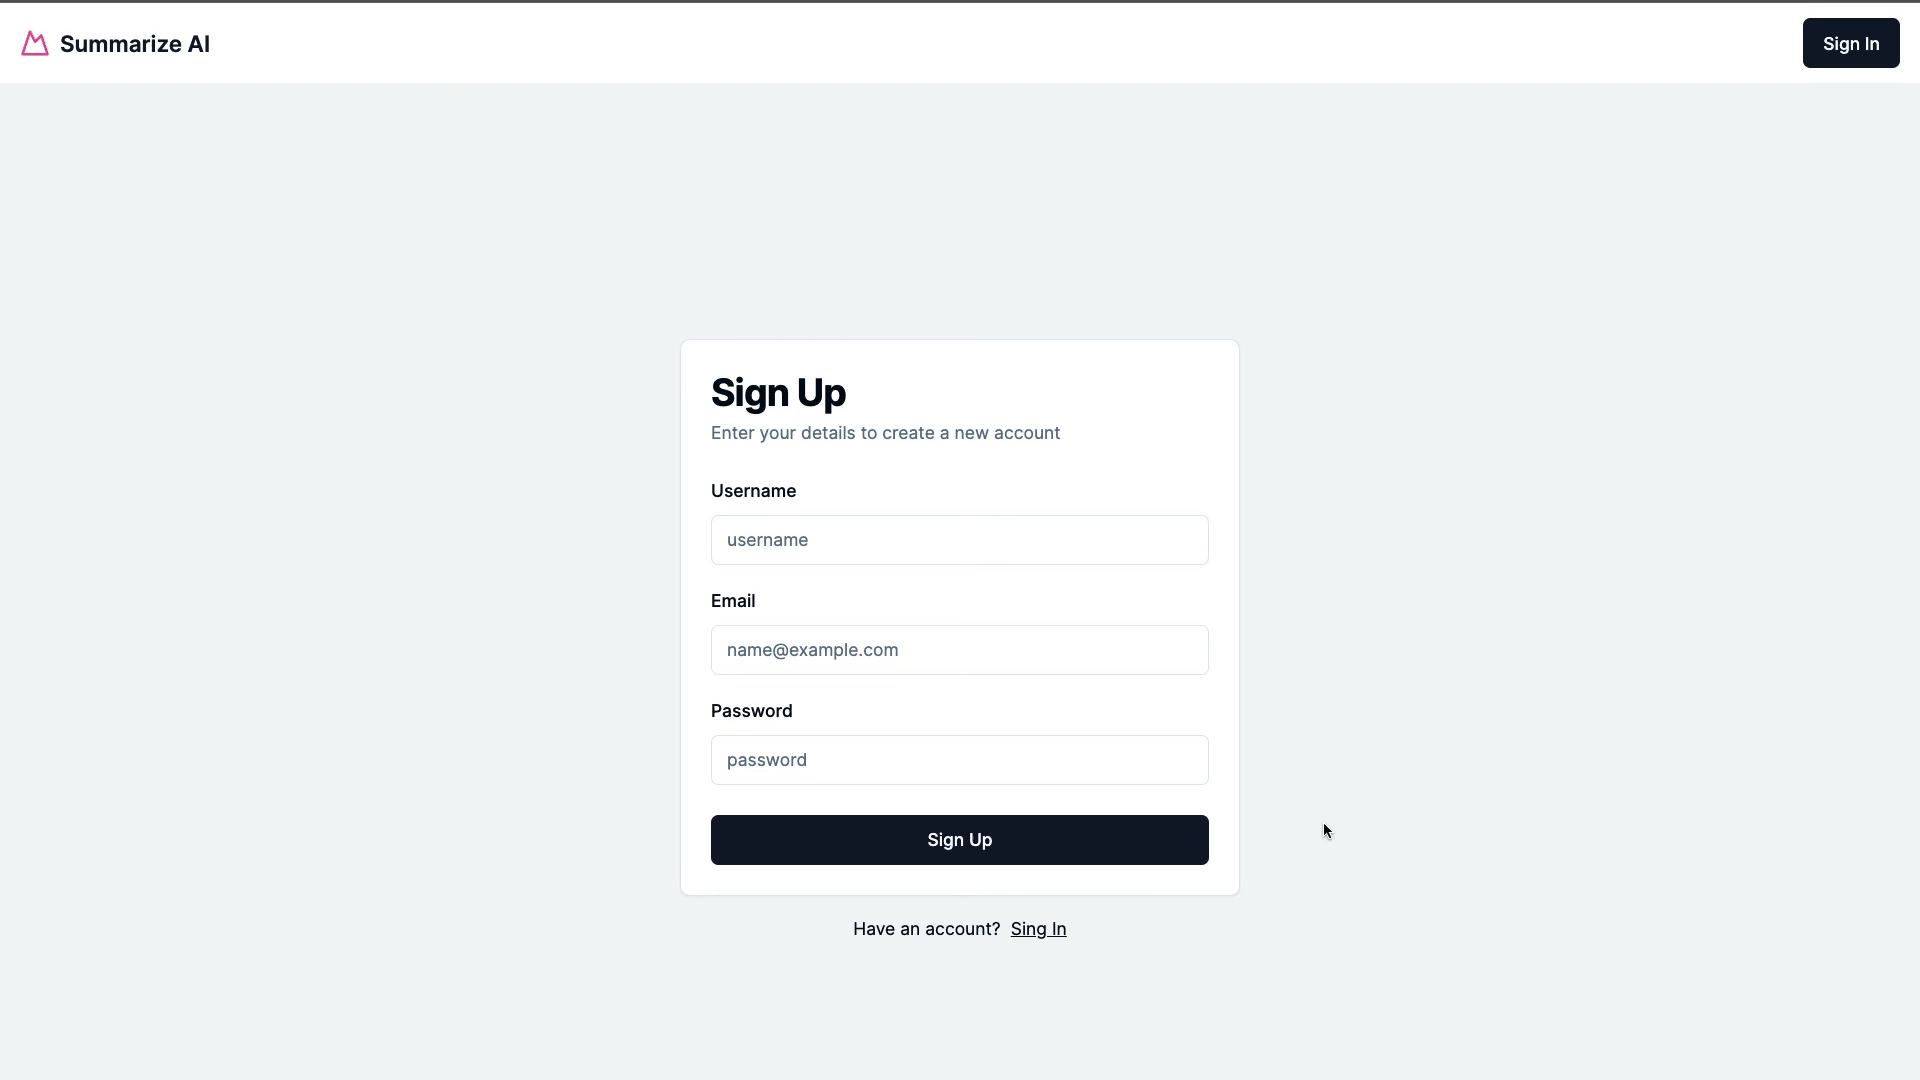 Summarize AI
Sign In
Sign Up
Enter your details to create a new account
Username
username
Email
name@example.com
Password
password
Sign Up
Have an account? Sing In